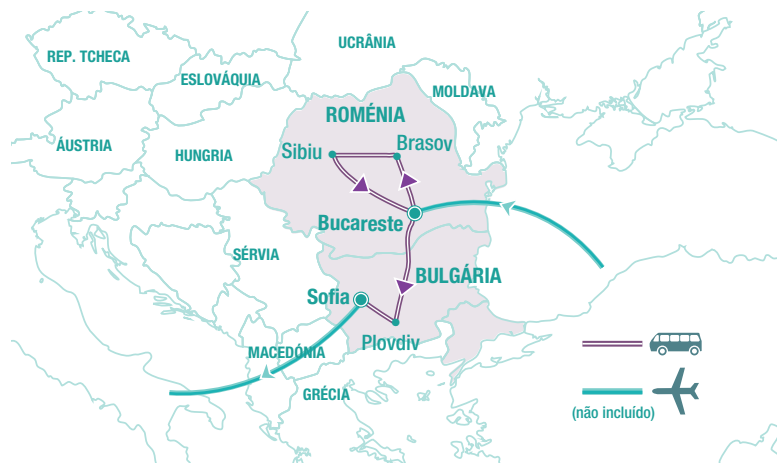 UCRÂNIA
REP. TCHECA
ESLOVÁQUIA
MOLDAVA
ROMÉNIA
ÁUSTRIA
HUNGRIA
Sibiu
Brasov
Bucareste
SÉRVIA
BULGÁRIA
Sofia
Plovdiv
MACEDÓNIA
GRÉCIA
(não incluído)